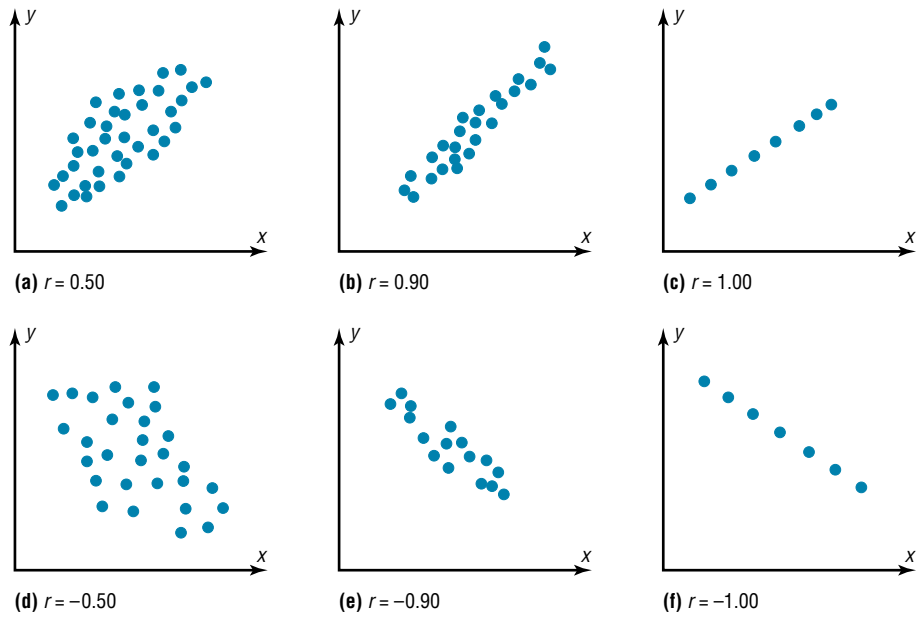 y
y
y
x
x
x
(a) r = 0.50
(b) r = 0.90
(c) r = 1.00
y
y
y
x
x
x
(d) r = –0.50
(e) r = –0.90
(f) r = –1.00